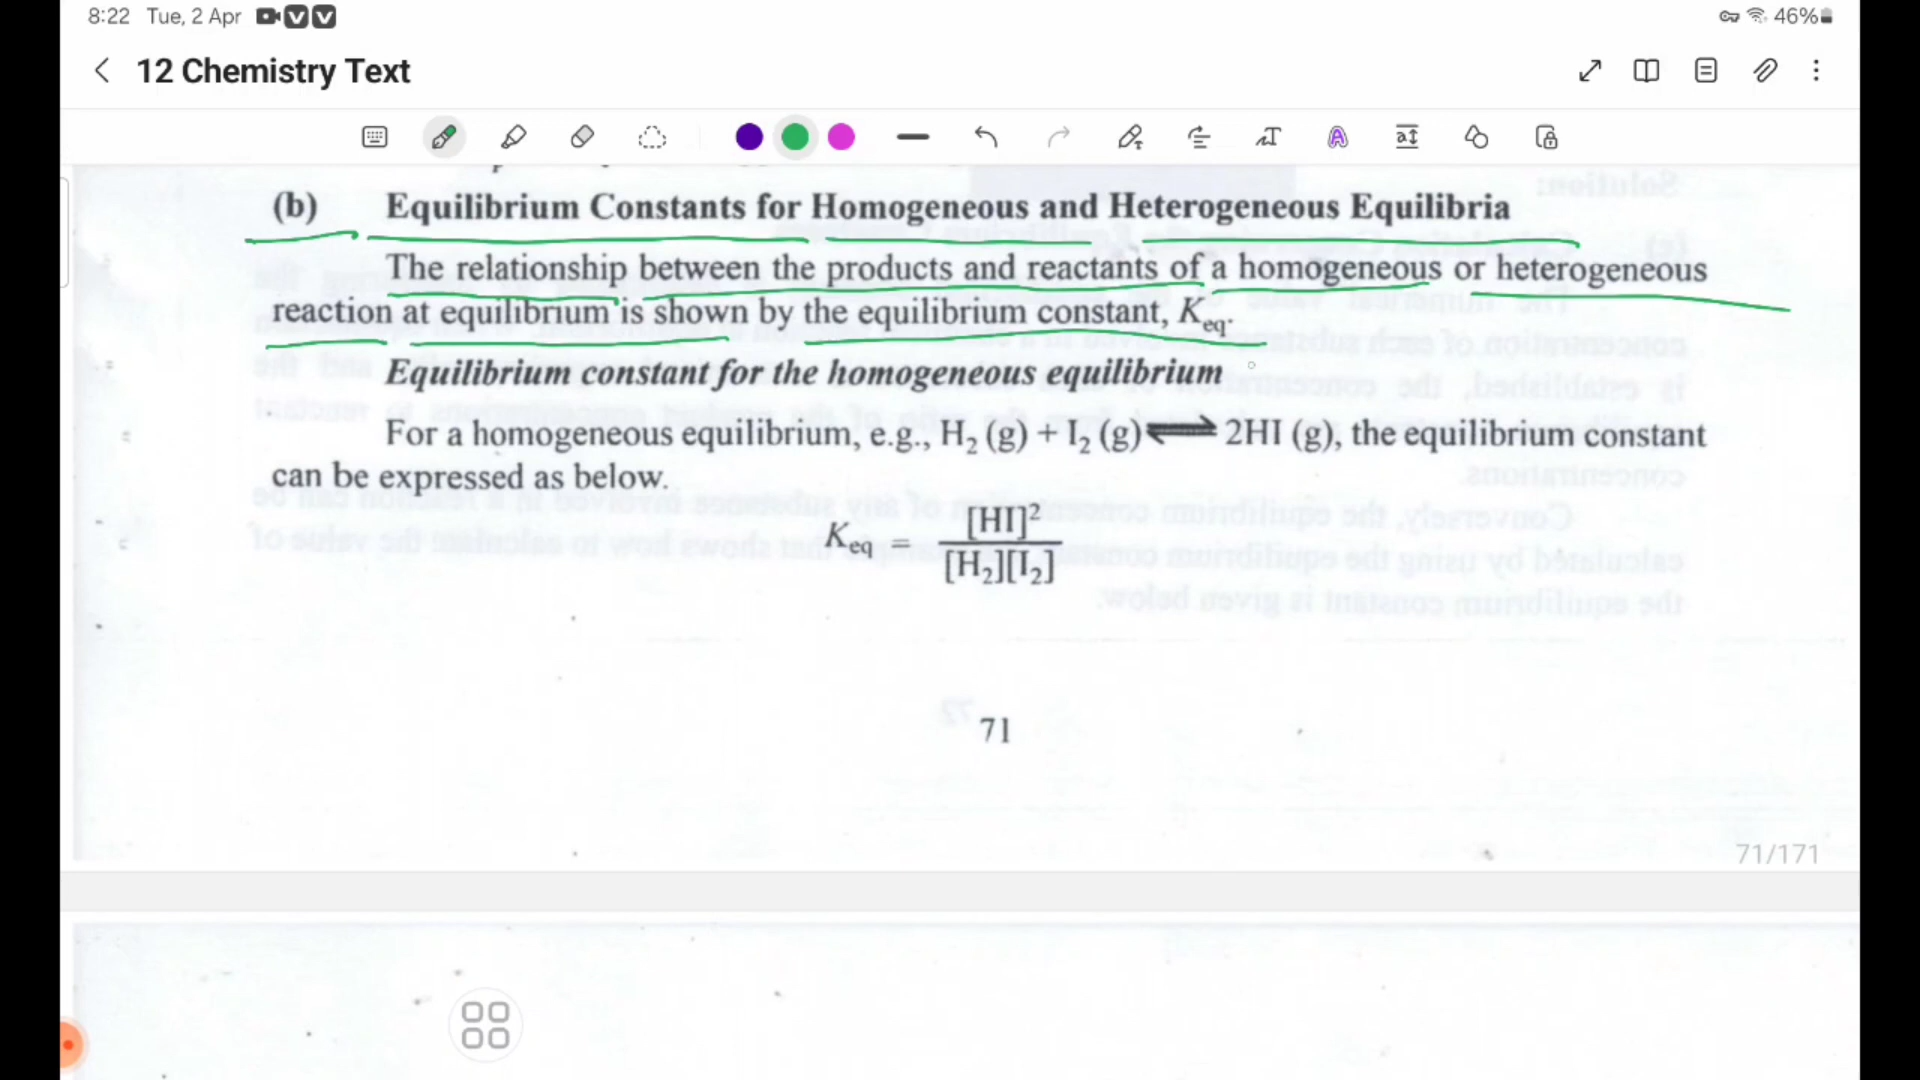 8:22 Tue, 2 Apr
46%
12 Chemistry Text
(b) Equilibrium Constants for Homogeneous and Heterogeneous Equilibria
The relationship between the products and reactants of a homogeneous or heterogeneous
reaction at equilibrium is shown by the equilibrium constant, Keq.
Equilibrium constant for the homogeneous equilibrium
For a homogeneous equilibrium, e.g., H₂ (g) + I₂ (g) ⇌ 2HI (g), the equilibrium constant
can be expressed as below.
Keq = [HI]² / [H₂][I₂]
71
71/171